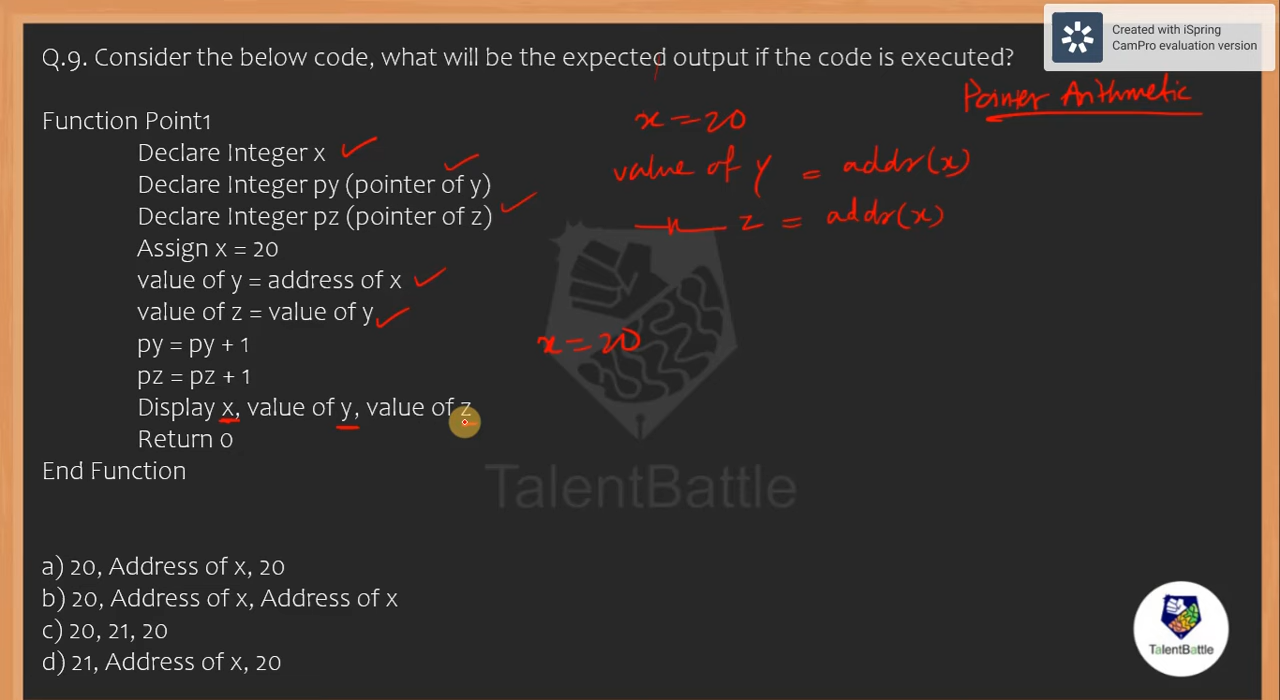 Created with iSpring
CamPro evaluation version
Q.9. Consider the below code, what will be the expected output if the code is executed?
Pointer Arithmetic
Function Point1
Declare Integer x
Declare Integer py (pointer of y)
Declare Integer pz (pointer of z)
Assign x = 20
value of y = address of x
value of z = value of y
py = py + 1
pz = pz + 1
Display x, value of y, value of z
Return 0
End Function
x = 20
value of y = addr(x)
—〃— z = addr(x)
x = 20
TalentBattle
a) 20, Address of x, 20
b) 20, Address of x, Address of x
c) 20, 21, 20
d) 21, Address of x, 20
TalentBattle